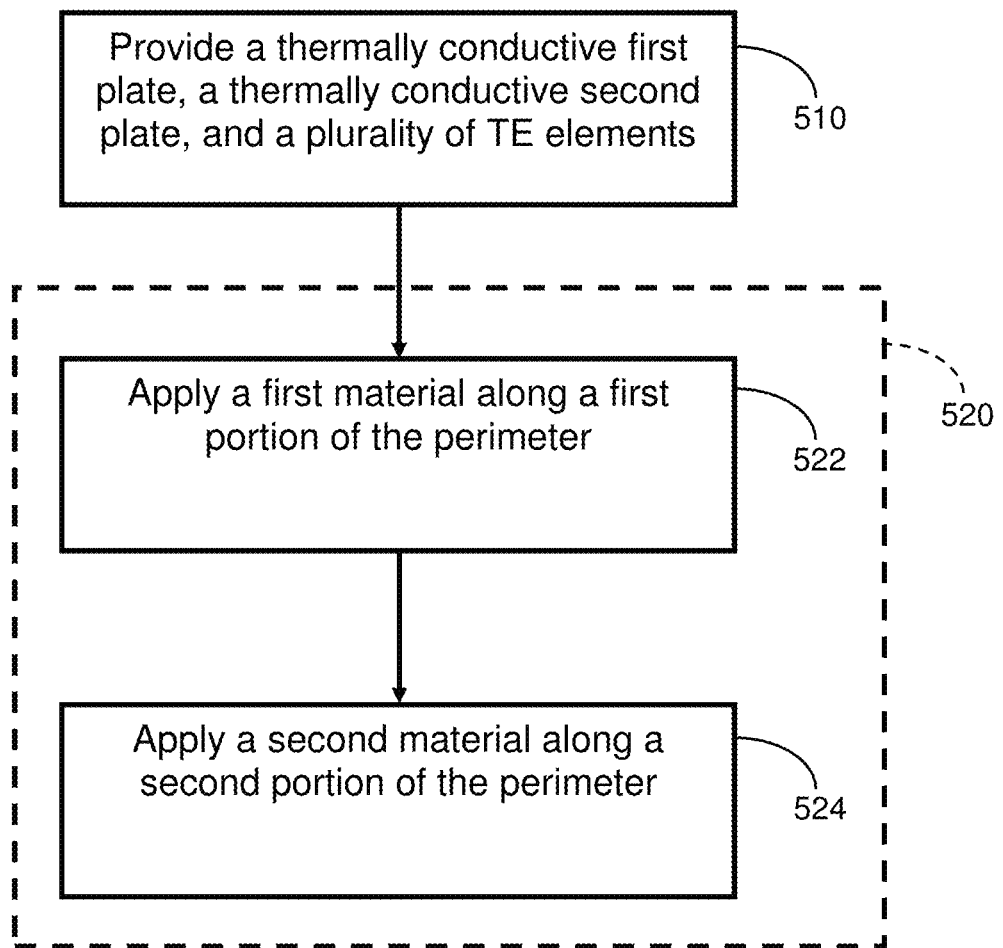 Provide a thermally conductive first
plate, a thermally conductive second
plate, and a plurality of TE elements
510
Apply a first material along a first
portion of the perimeter
522
520
Apply a second material along a
second portion of the perimeter
524